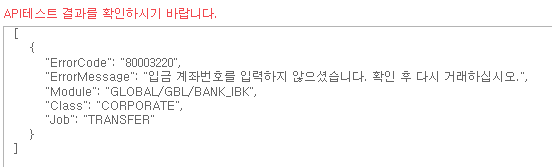 API테스트 결과를 확인하시기 바랍니다.
[
{
"ErrorCode": "80003220",
"ErrorMessage": "입금 계좌번호를 입력하지 않으셨습니다. 확인 후 다시 거래하십시오.",
"Module": "GLOBAL/GBL/BANK_IBK",
"Class": "CORPORATE",
"Job": "TRANSFER"
}
]